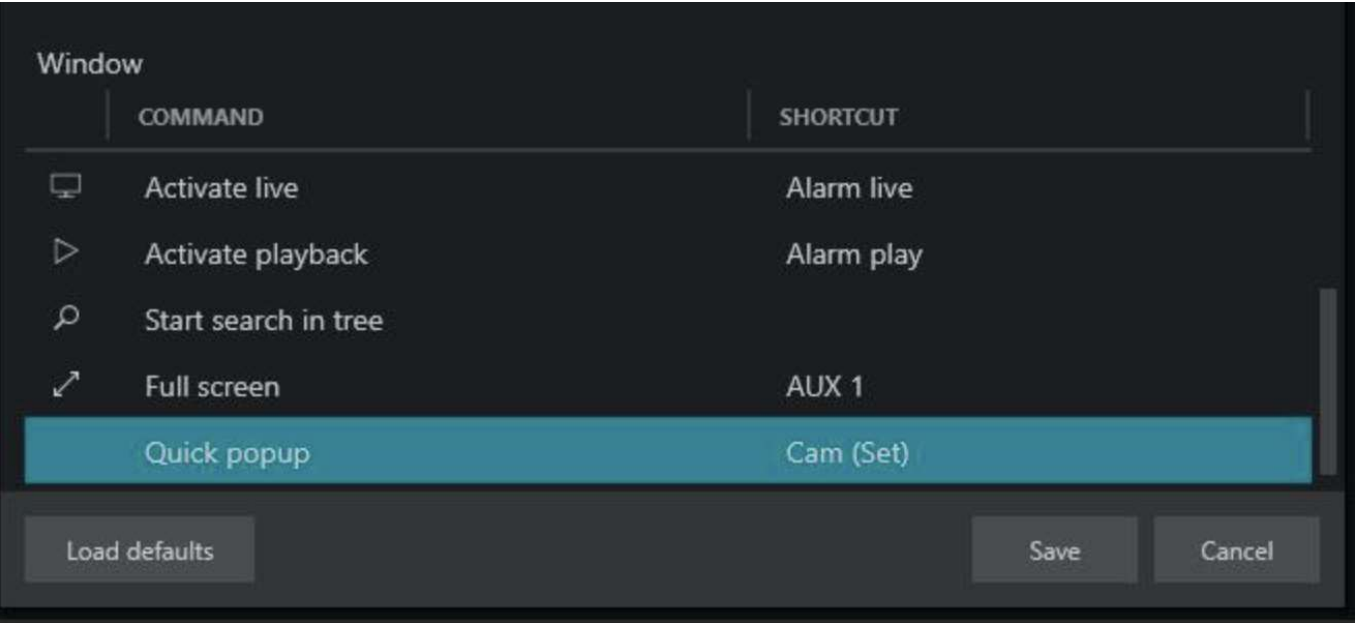 Window
COMMAND SHORTCUT
Activate live Alarm live
Activate playback Alarm play
Start search in tree
Full screen AUX 1
Quick popup Cam (Set)
Load defaults Save Cancel